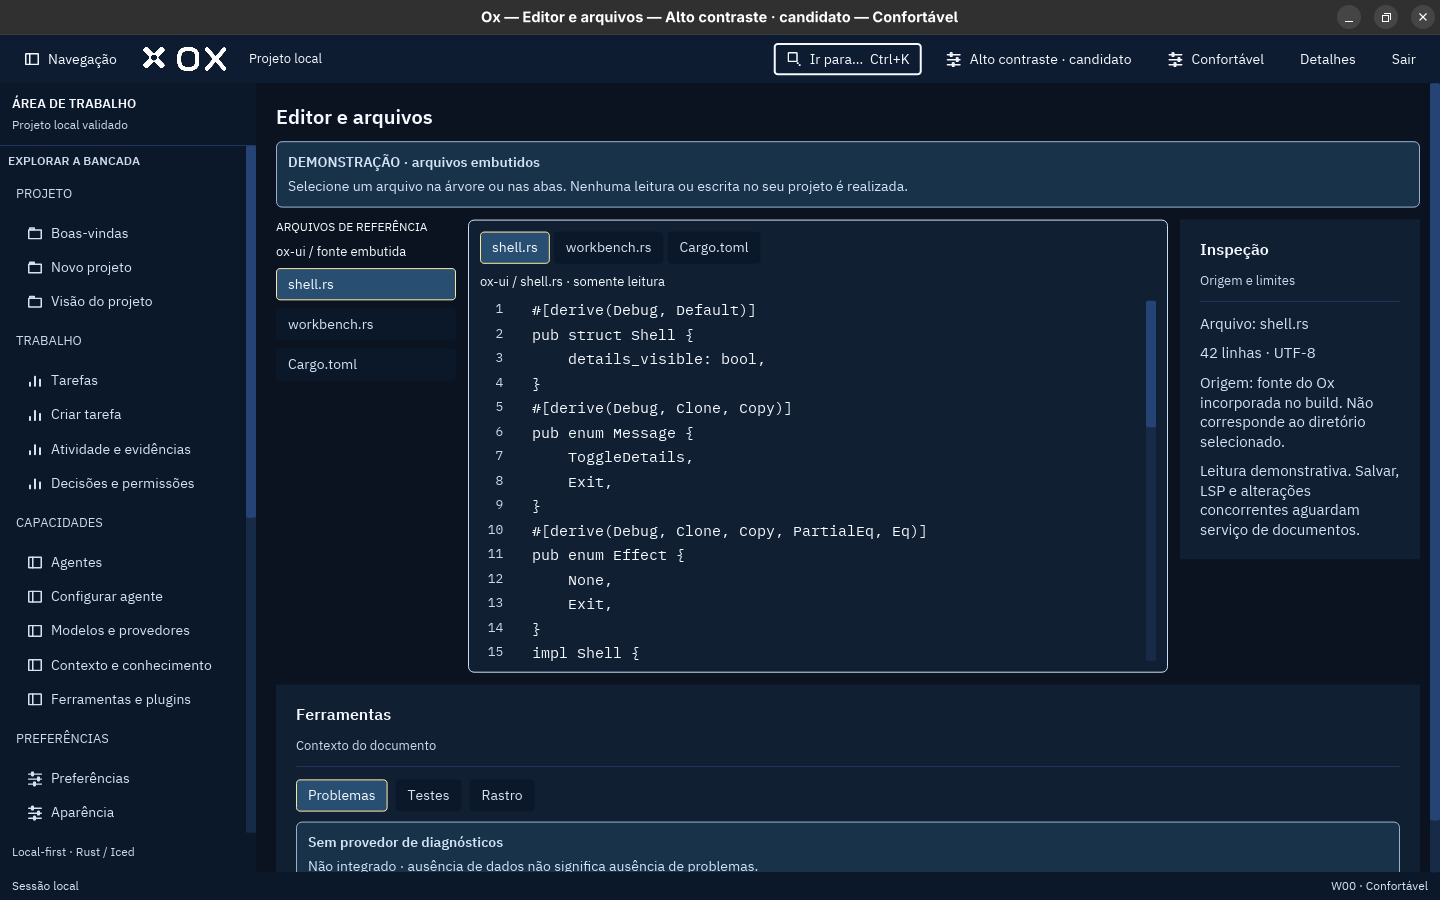 Ox — Editor e arquivos — Alto contraste · candidato — Confortável
Navegação
OX
Projeto local
Ir para... Ctrl+K
Alto contraste · candidato
Confortável
Detalhes
Sair
ÁREA DE TRABALHO
Projeto local validado
EXPLORAR A BANCADA
PROJETO
Boas-vindas
Novo projeto
Visão do projeto
TRABALHO
Tarefas
Criar tarefa
Atividade e evidências
Decisões e permissões
CAPACIDADES
Agentes
Configurar agente
Modelos e provedores
Contexto e conhecimento
Ferramentas e plugins
PREFERÊNCIAS
Preferências
Aparência
Local-first · Rust / Iced
Editor e arquivos
DEMONSTRAÇÃO · arquivos embutidos
Selecione um arquivo na árvore ou nas abas. Nenhuma leitura ou escrita no seu projeto é realizada.
ARQUIVOS DE REFERÊNCIA
ox-ui / fonte embutida
shell.rs
workbench.rs
Cargo.toml
shell.rs
workbench.rs
Cargo.toml
ox-ui / shell.rs · somente leitura
1 #[derive(Debug, Default)]
2 pub struct Shell {
3     details_visible: bool,
4 }
5 #[derive(Debug, Clone, Copy)]
6 pub enum Message {
7     ToggleDetails,
8     Exit,
9 }
10 #[derive(Debug, Clone, Copy, PartialEq, Eq)]
11 pub enum Effect {
12     None,
13     Exit,
14 }
15 impl Shell {
Inspeção
Origem e limites
Arquivo: shell.rs
42 linhas · UTF-8
Origem: fonte do Ox
incorporada no build. Não
corresponde ao diretório
selecionado.
Leitura demonstrativa. Salvar,
LSP e alterações
concorrentes aguardam
serviço de documentos.
Ferramentas
Contexto do documento
Problemas
Testes
Rastro
Sem provedor de diagnósticos
Não integrado · ausência de dados não significa ausência de problemas.
Sessão local
W00 · Confortável